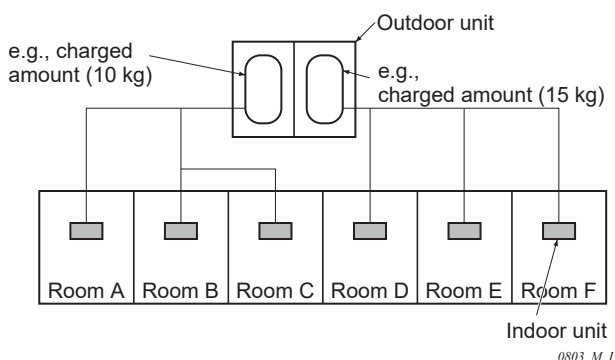 Outdoor unit
e.g., charged
amount (10 kg)
e.g.,
charged amount (15 kg)
Room A
Room B
Room C
Room D
Room E
Room F
Indoor unit